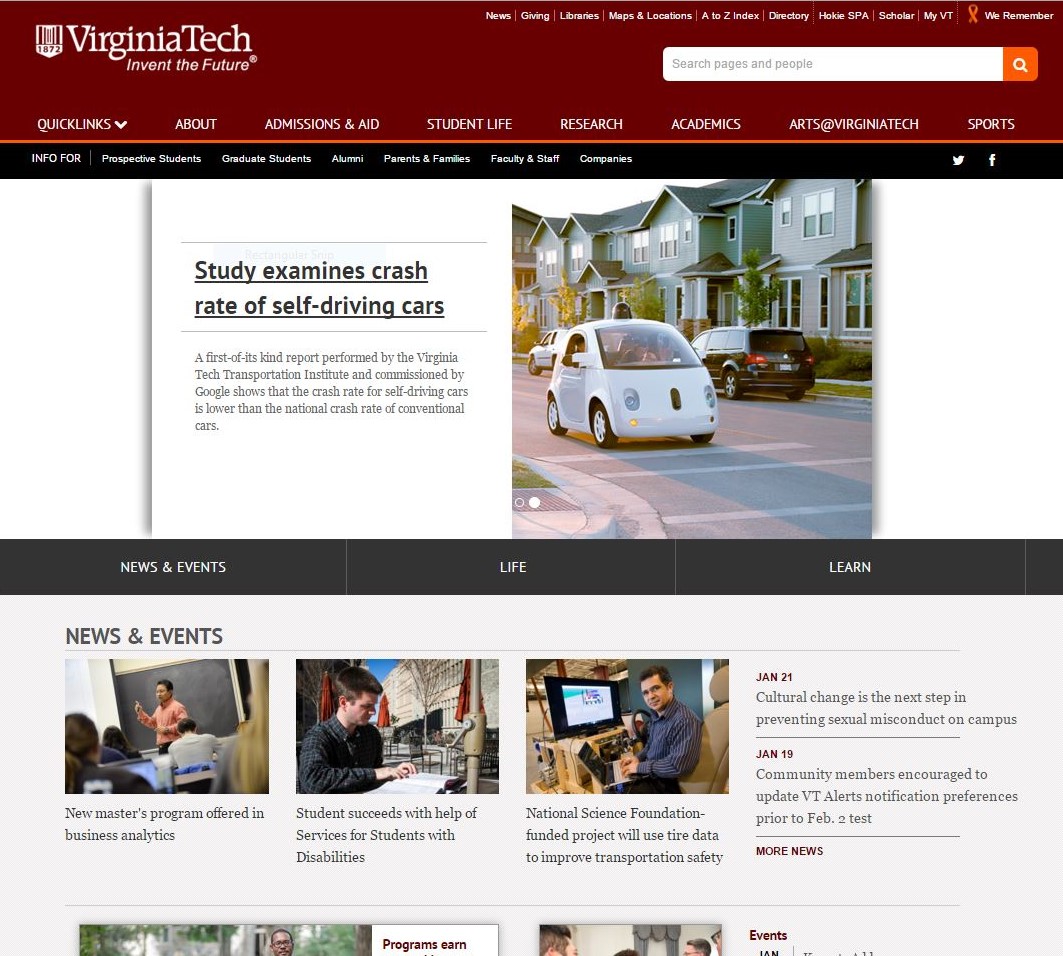 News | Giving | Libraries | Maps & Locations | A to Z Index | Directory | Hokie SPA | Scholar | My VT | We Remember
1872 VirginiaTech
Invent the Future®
Search pages and people
QUICKLINKS ABOUT ADMISSIONS & AID STUDENT LIFE RESEARCH ACADEMICS ARTS@VIRGINIATECH SPORTS
INFO FOR | Prospective Students Graduate Students Alumni Parents & Families Faculty & Staff Companies
Rectangular Snip
Study examines crash
rate of self-driving cars
A first-of-its kind report performed by the Virginia
Tech Transportation Institute and commissioned by
Google shows that the crash rate for self-driving cars
is lower than the national crash rate of conventional
cars.
NEWS & EVENTS LIFE LEARN
NEWS & EVENTS
New master's program offered in
business analytics
Student succeeds with help of
Services for Students with
Disabilities
National Science Foundation-
funded project will use tire data
to improve transportation safety
JAN 21
Cultural change is the next step in
preventing sexual misconduct on campus
JAN 19
Community members encouraged to
update VT Alerts notification preferences
prior to Feb. 2 test
MORE NEWS
Programs earn
Events
JAN